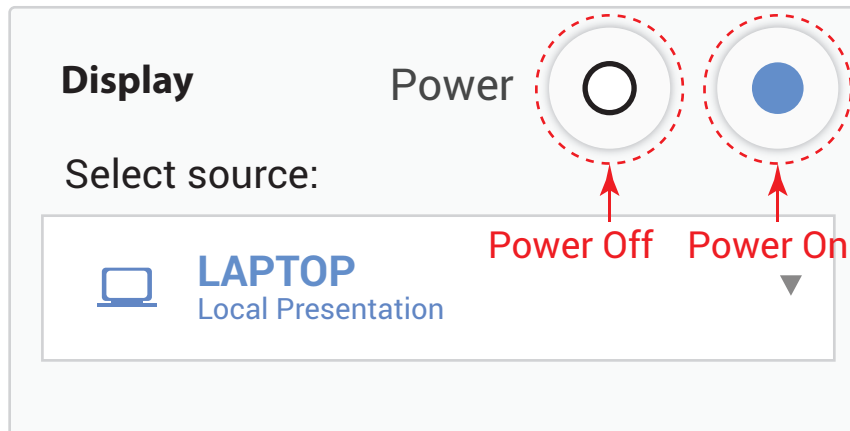 Display Power
Select source:
Power Off Power On
LAPTOP
Local Presentation